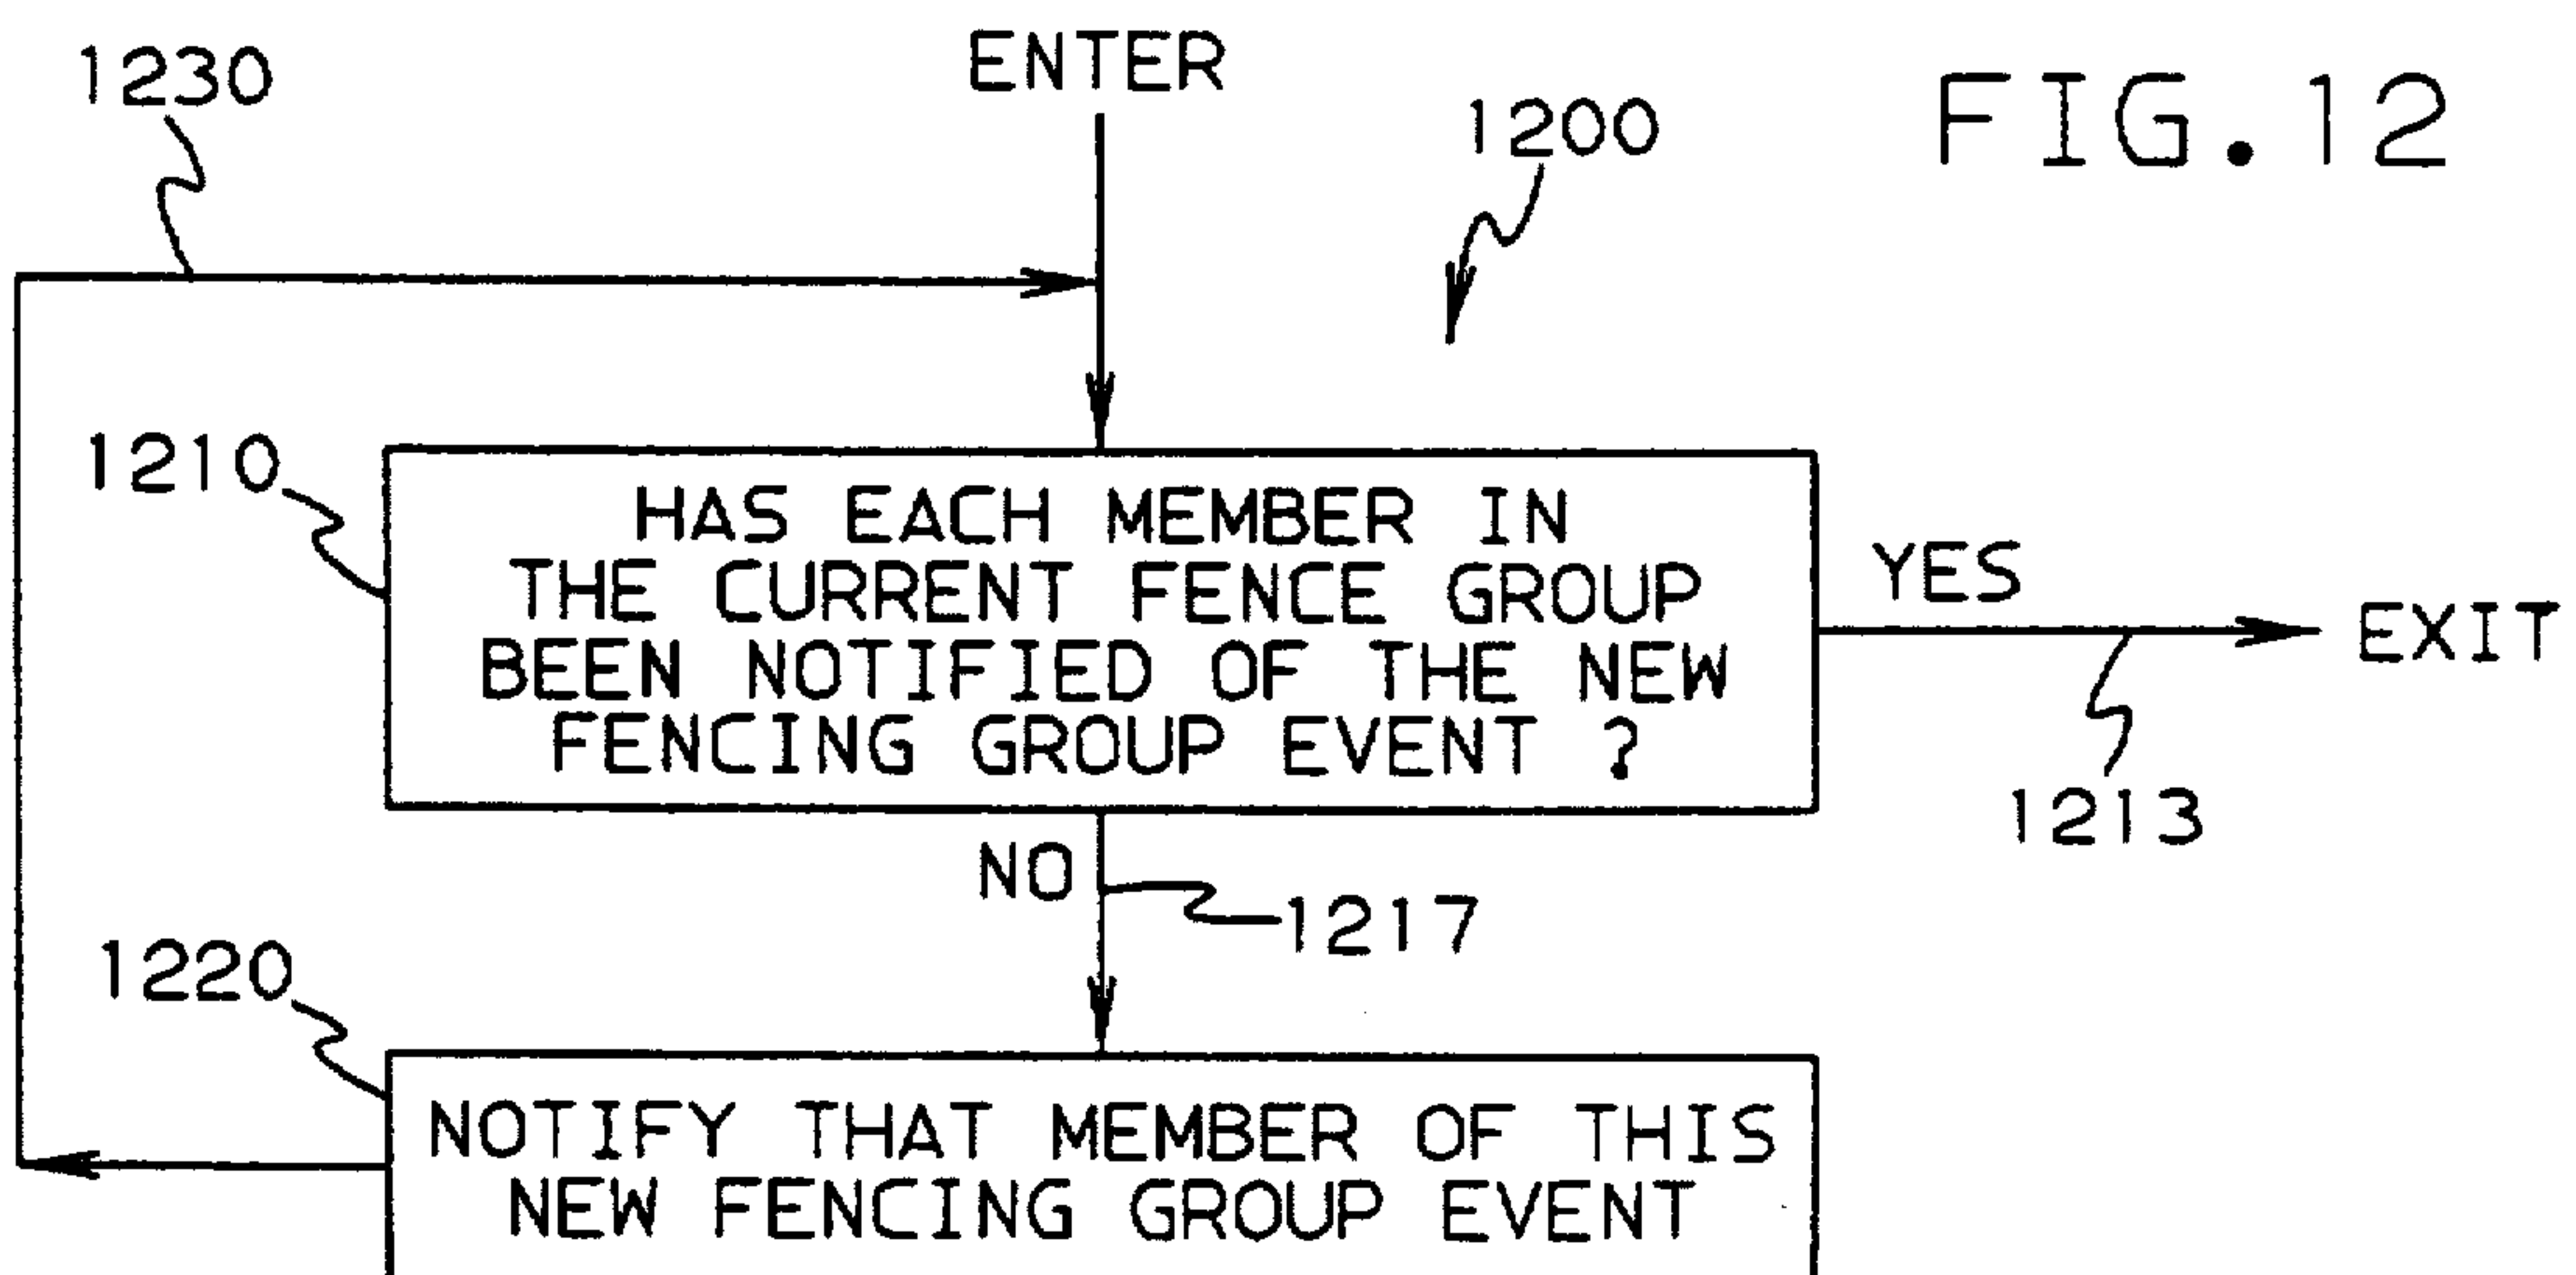 1230
ENTER
1200
FIG.12
1210
HAS EACH MEMBER IN
THE CURRENT FENCE GROUP
BEEN NOTIFIED OF THE NEW
FENCING GROUP EVENT ?
YES
EXIT
1213
NO
1217
1220
NOTIFY THAT MEMBER OF THIS
NEW FENCING GROUP EVENT